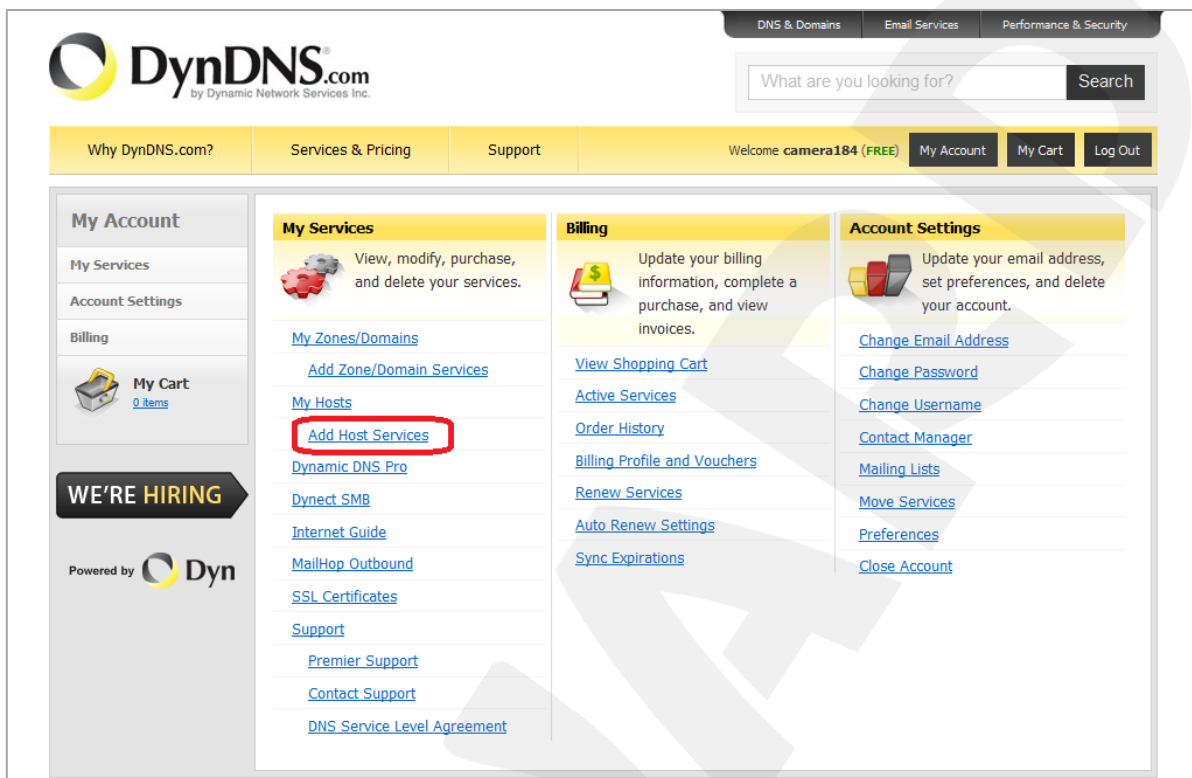 DNS & Domains Email Services Performance & Security
DynDNS.com
by Dynamic Network Services Inc.
What are you looking for? Search
Why DynDNS.com? Services & Pricing Support Welcome camera184 (FREE) My Account My Cart Log Out
My Account
My Services
Account Settings
Billing
My Cart
0 items
WE'RE HIRING
Powered by Dyn
My Services
View, modify, purchase,
and delete your services.
My Zones/Domains
Add Zone/Domain Services
My Hosts
Add Host Services
Dynamic DNS Pro
Dynect SMB
Internet Guide
MailHop Outbound
SSL Certificates
Support
Premier Support
Contact Support
DNS Service Level Agreement
Billing
Update your billing
information, complete a
purchase, and view
invoices.
View Shopping Cart
Active Services
Order History
Billing Profile and Vouchers
Renew Services
Auto Renew Settings
Sync Expirations
Account Settings
Update your email address,
set preferences, and delete
your account.
Change Email Address
Change Password
Change Username
Contact Manager
Mailing Lists
Move Services
Preferences
Close Account